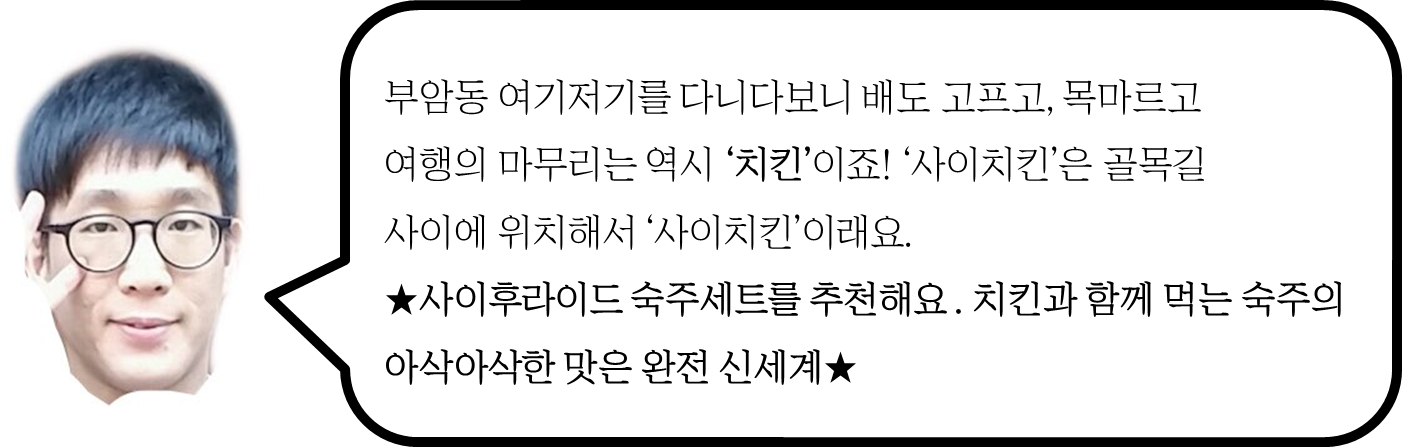 부암동 여기저기를 다니다보니 배도 고프고, 목마르고
여행의 마무리는 역시 ‘치킨’이죠! ‘사이치킨’은 골목길
사이에 위치해서 ‘사이치킨’이래요.
★사이후라이드 숙주세트를 추천해요. 치킨과 함께 먹는 숙주의
아삭아삭한 맛은 완전 신세계★